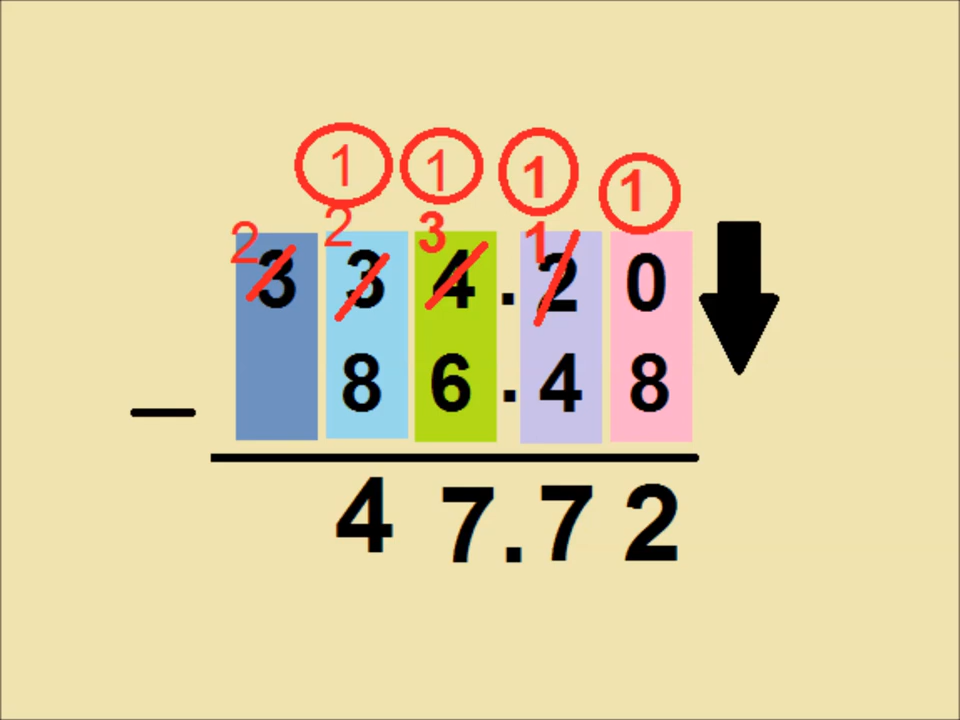 1 1 1 1
2 2 3 1
3 3 4 . 2 0
8 6 . 4 8
—
4 7 . 7 2